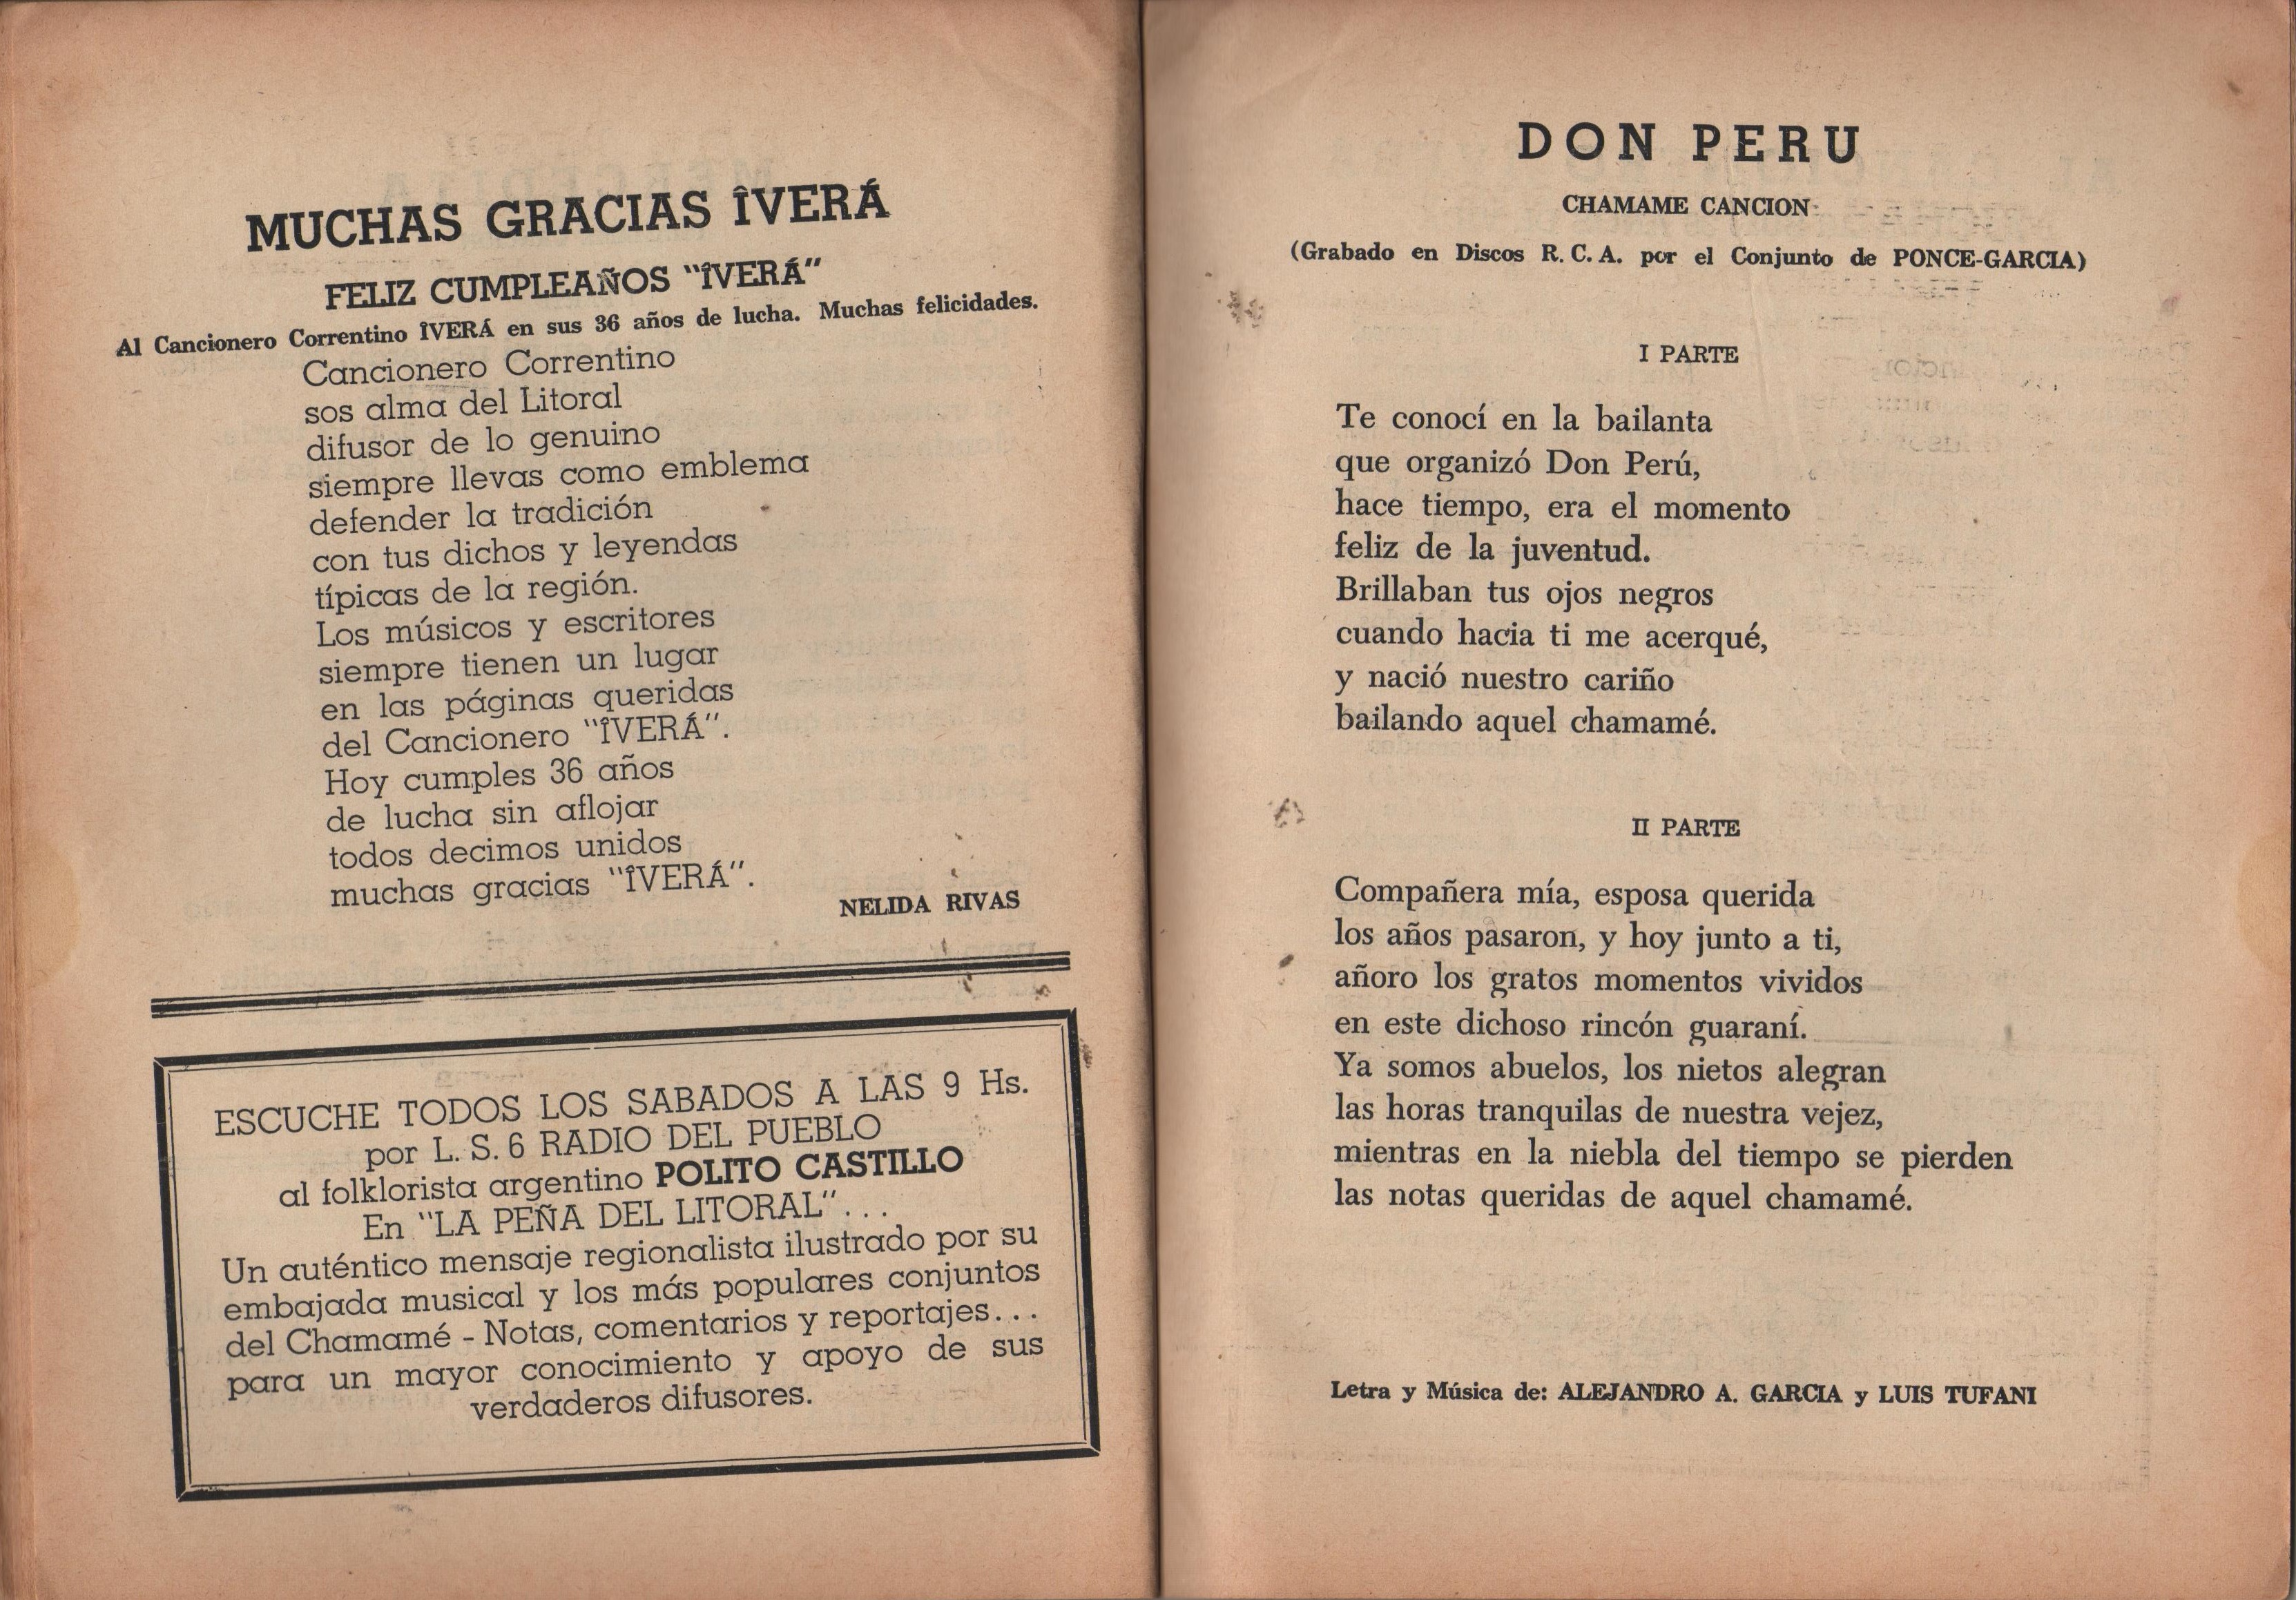 MUCHAS GRACIAS ÎVERÁ
FELIZ CUMPLEAÑOS "ÎVERÁ"
Al Cancionero Correntino ÎVERÁ en sus 36 años de lucha. Muchas felicidades.
Cancionero Correntino
sos alma del Litoral
difusor de lo genuino
siempre llevas como emblema
defender la tradición
con tus dichos y leyendas
típicas de la región.
Los músicos y escritores
siempre tienen un lugar
en las páginas queridas
del Cancionero "ÎVERÁ".
Hoy cumples 36 años
de lucha sin aflojar
todos decimos unidos
muchas gracias "ÎVERÁ".
NELIDA RIVAS
ESCUCHE TODOS LOS SABADOS A LAS 9 Hs.
por L. S. 6 RADIO DEL PUEBLO
al folklorista argentino POLITO CASTILLO
En "LA PEÑA DEL LITORAL"...
Un auténtico mensaje regionalista ilustrado por su
embajada musical y los más populares conjuntos
del Chamamé - Notas, comentarios y reportajes...
para un mayor conocimiento y apoyo de sus
verdaderos difusores.
DON PERU
CHAMAME CANCION
(Grabado en Discos R. C. A. por el Conjunto de PONCE-GARCIA)
I PARTE
Te conocí en la bailanta
que organizó Don Perú,
hace tiempo, era el momento
feliz de la juventud.
Brillaban tus ojos negros
cuando hacia ti me acerqué,
y nació nuestro cariño
bailando aquel chamamé.
II PARTE
Compañera mía, esposa querida
los años pasaron, y hoy junto a ti,
añoro los gratos momentos vividos
en este dichoso rincón guaraní.
Ya somos abuelos, los nietos alegran
las horas tranquilas de nuestra vejez,
mientras en la niebla del tiempo se pierden
las notas queridas de aquel chamamé.
Letra y Música de: ALEJANDRO A. GARCIA y LUIS TUFANI